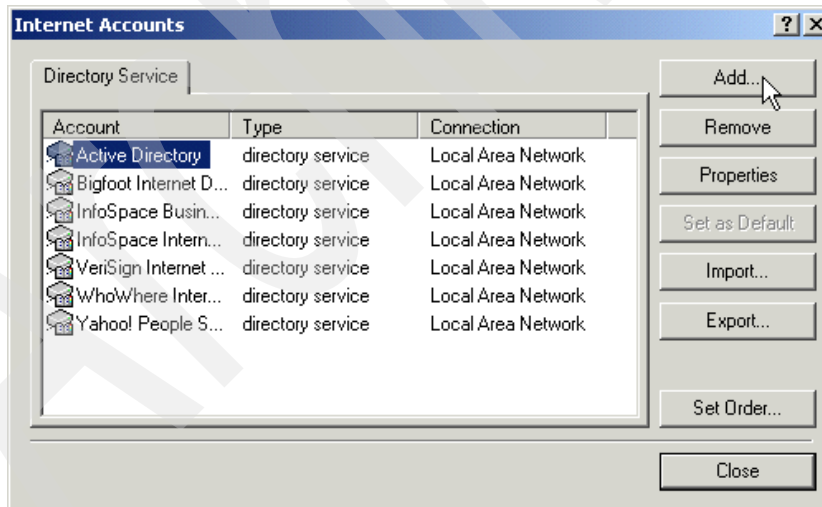 Internet Accounts
Directory Service
Account Type Connection
Active Directory directory service Local Area Network
Bigfoot Internet D... directory service Local Area Network
InfoSpace Busin... directory service Local Area Network
InfoSpace Intern... directory service Local Area Network
VeriSign Internet ... directory service Local Area Network
WhoWhere Inter... directory service Local Area Network
Yahoo! People S... directory service Local Area Network
Add...
Remove
Properties
Set as Default
Import...
Export...
Set Order...
Close